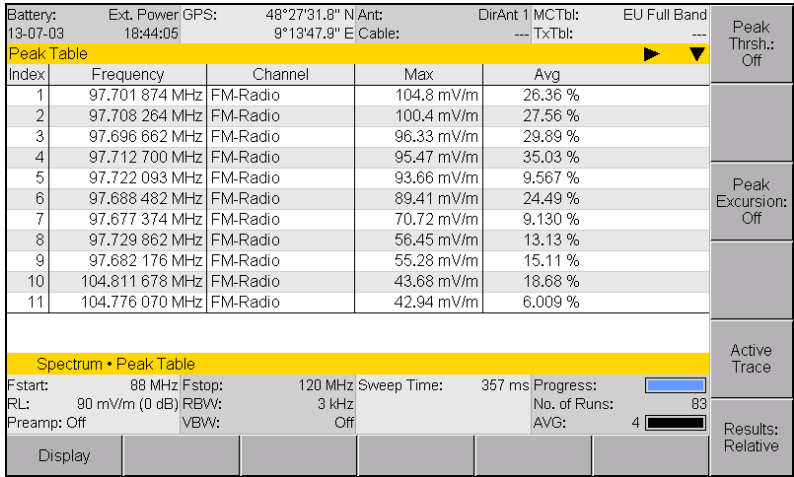 Battery: Ext. Power GPS: 48°27'31.8" N Ant: DirAnt 1 MCTbl: EU Full Band
13-07-03 18:44:05 9°13'47.9" E Cable: --- TxTbl: ---
Peak Table
Index Frequency Channel Max Avg
1 97.701 874 MHz FM-Radio 104.8 mV/m 26.36 %
2 97.708 264 MHz FM-Radio 100.4 mV/m 27.56 %
3 97.696 662 MHz FM-Radio 96.33 mV/m 29.89 %
4 97.712 700 MHz FM-Radio 95.47 mV/m 35.03 %
5 97.722 093 MHz FM-Radio 93.66 mV/m 9.567 %
6 97.688 482 MHz FM-Radio 89.41 mV/m 24.49 %
7 97.677 374 MHz FM-Radio 70.72 mV/m 9.130 %
8 97.729 862 MHz FM-Radio 56.45 mV/m 13.13 %
9 97.682 176 MHz FM-Radio 55.28 mV/m 15.11 %
10 104.811 678 MHz FM-Radio 43.68 mV/m 18.68 %
11 104.776 070 MHz FM-Radio 42.94 mV/m 6.009 %
Spectrum • Peak Table
Fstart: 88 MHz Fstop: 120 MHz Sweep Time: 357 ms Progress:
RL: 90 mV/m (0 dB) RBW: 3 kHz No. of Runs: 83
Preamp: Off VBW: Off AVG: 4
Display
Peak
Thrsh.:
Off
Peak
Excursion:
Off
Active
Trace
Results:
Relative